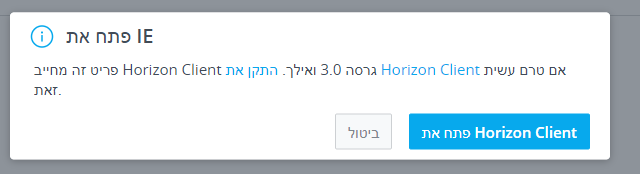 פתח את IE
פריט זה מחייב Horizon Client גרסה 3.0 ואילך. התקן את Horizon Client אם טרם עשית
זאת.
ביטול
פתח את Horizon Client